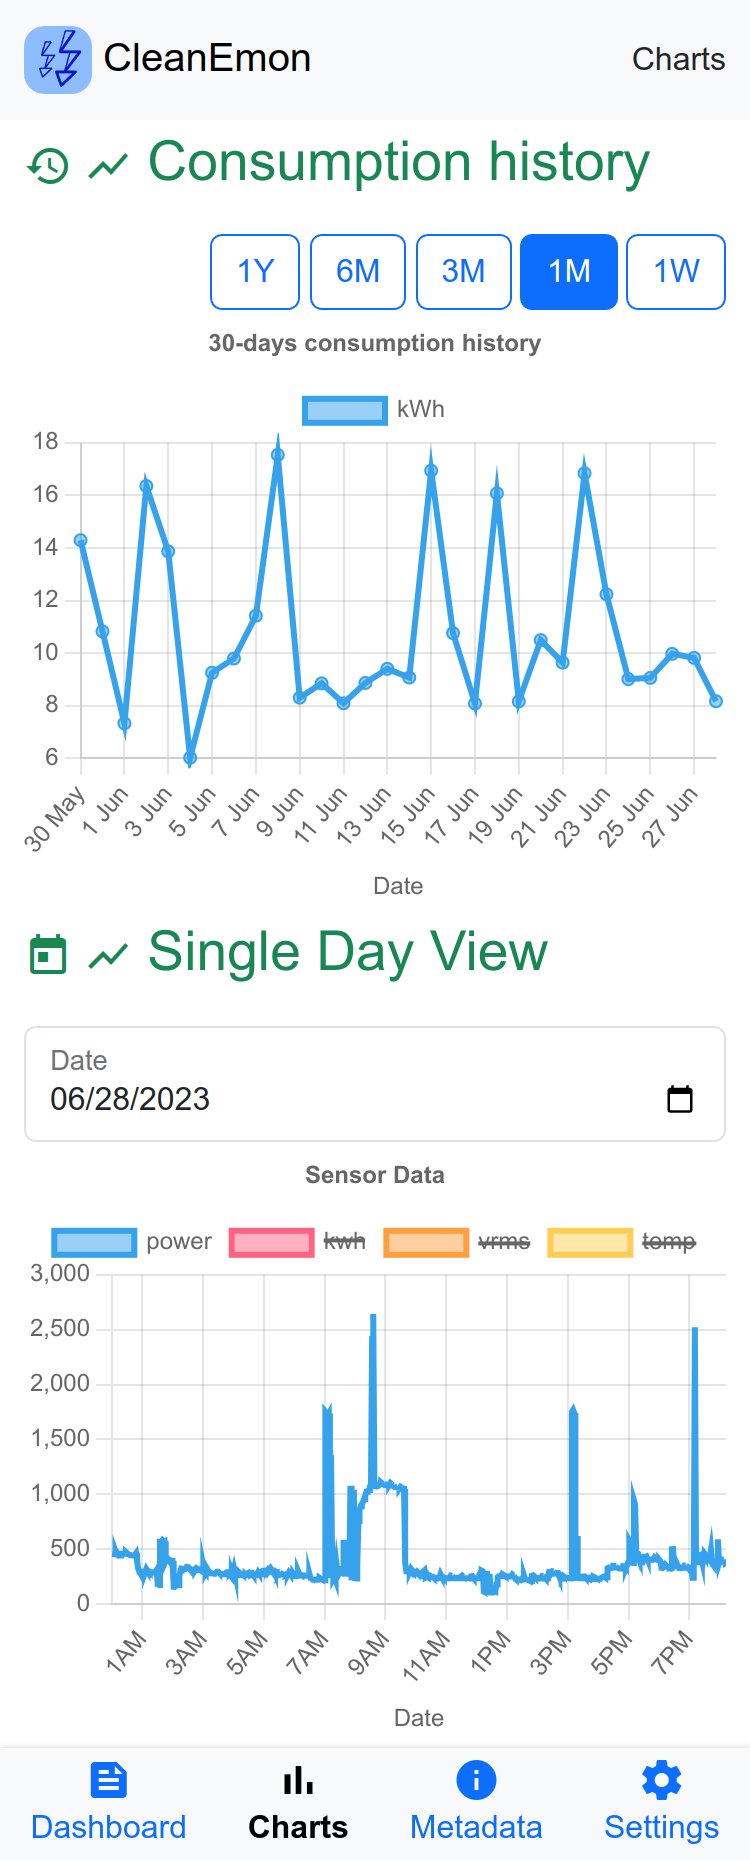 CleanEmon
Charts
Consumption history
1Y 6M 3M 1M 1W
30-days consumption history
kWh
18
16
14
12
10
8
6
30 May 1 Jun 3 Jun 5 Jun 7 Jun 9 Jun 11 Jun 13 Jun 15 Jun 17 Jun 19 Jun 21 Jun 23 Jun 25 Jun 27 Jun
Date
Single Day View
Date
06/28/2023
Sensor Data
power kwh vrms temp
3,000
2,500
2,000
1,500
1,000
500
0
1AM 3AM 5AM 7AM 9AM 11AM 1PM 3PM 5PM 7PM
Date
Dashboard Charts Metadata Settings